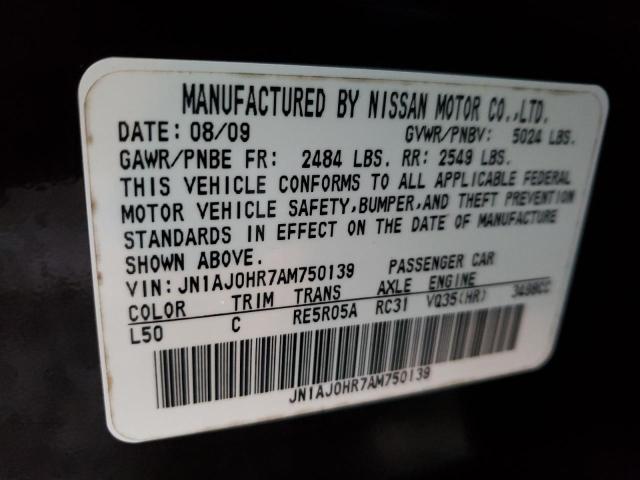 MANUFACTURED BY NISSAN MOTOR CO.,LTD.
DATE: 08/09 GVWR/PNBV: 5024 LBS.
GAWR/PNBE FR: 2484 LBS. RR: 2549 LBS.
THIS VEHICLE CONFORMS TO ALL APPLICABLE FEDERAL
MOTOR VEHICLE SAFETY,BUMPER,AND THEFT PREVENTION
STANDARDS IN EFFECT ON THE DATE OF MANUFACTURE
SHOWN ABOVE.
VIN: JN1AJ0HR7AM750139 PASSENGER CAR
COLOR TRIM TRANS AXLE ENGINE
L50 C RE5R05A RC31 VQ35(HR) 3498CC
JN1AJ0HR7AM750139